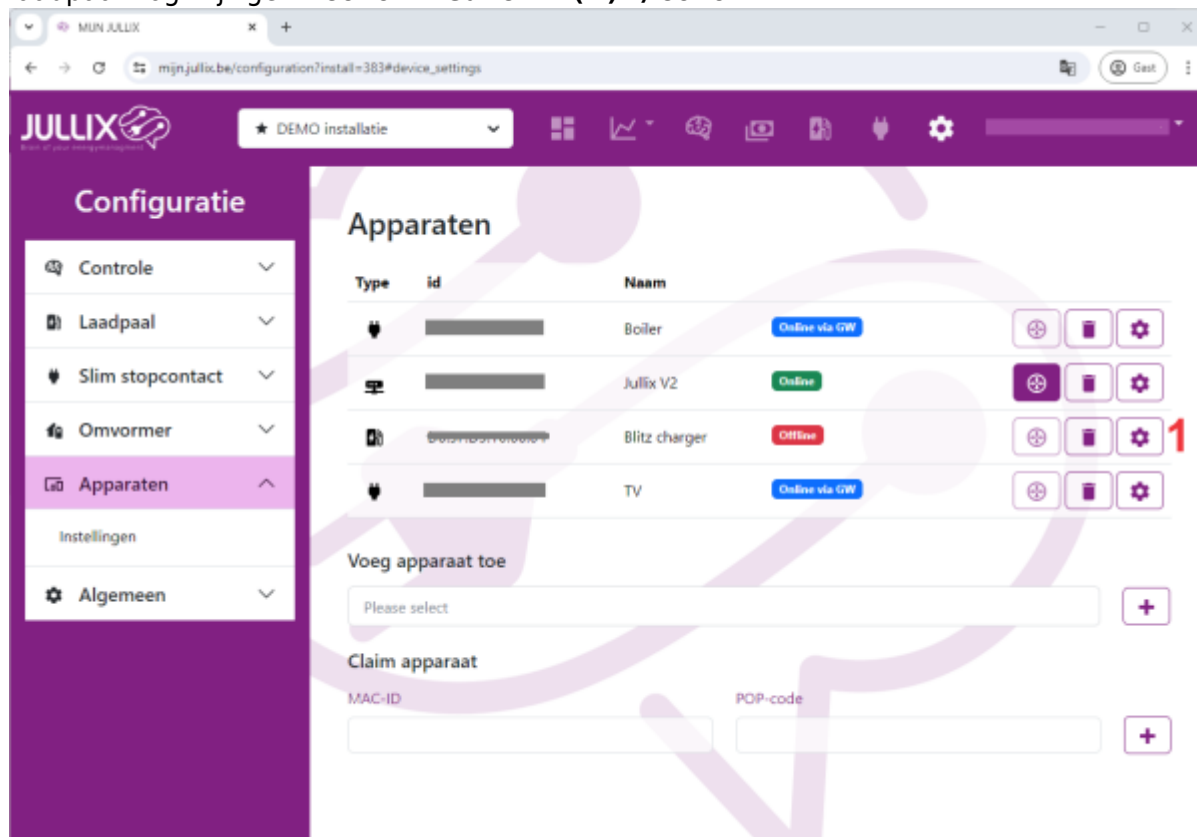 MIJN JULLIX
mijn.jullix.be/configuration?install=383#device_settings
Gast
JULLIX
DEMO installatie
Configuratie
Controle
Laadpaal
Slim stopcontact
Omvormer
Apparaten
Instellingen
Algemeen
Apparaten
Type id Naam
Boiler Online via GW
Jullix V2 Online
Blitz charger Offline 1
TV Online via GW
Voeg apparaat toe
Please select
Claim apparaat
MAC-ID POP-code